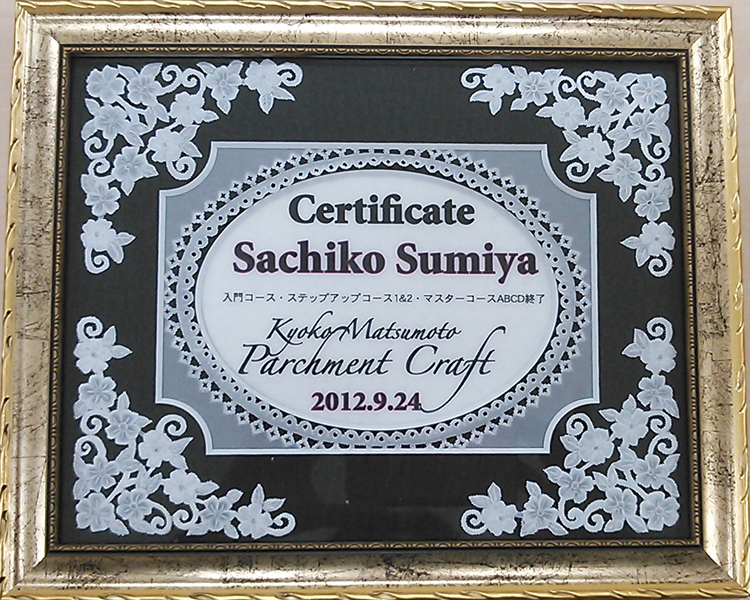 Certificate
Sachiko Sumiya
入門コース・ステップアップコース1&2・マスターコースABCD終了
Kyoko Matsumoto
Parchment Craft
2012.9.24